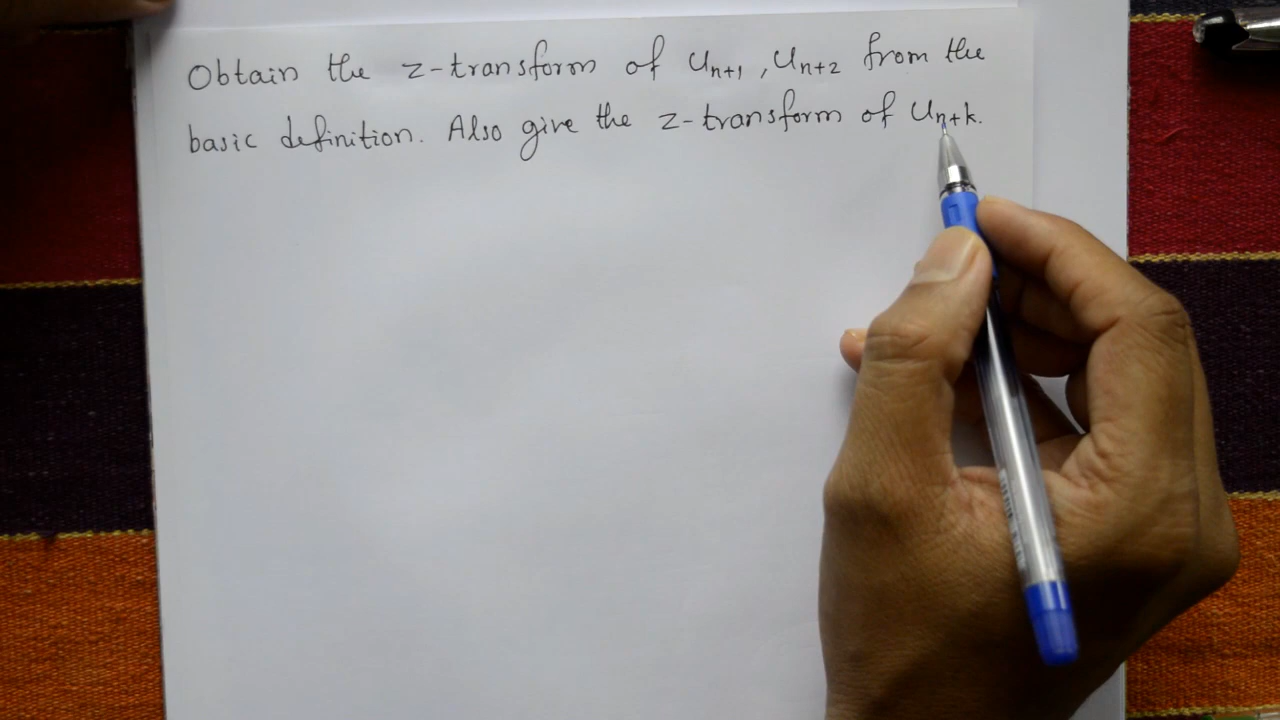 Obtain the z-transform of Un+1, Un+2 from the
basic definition. Also give the z-transform of Un+k.